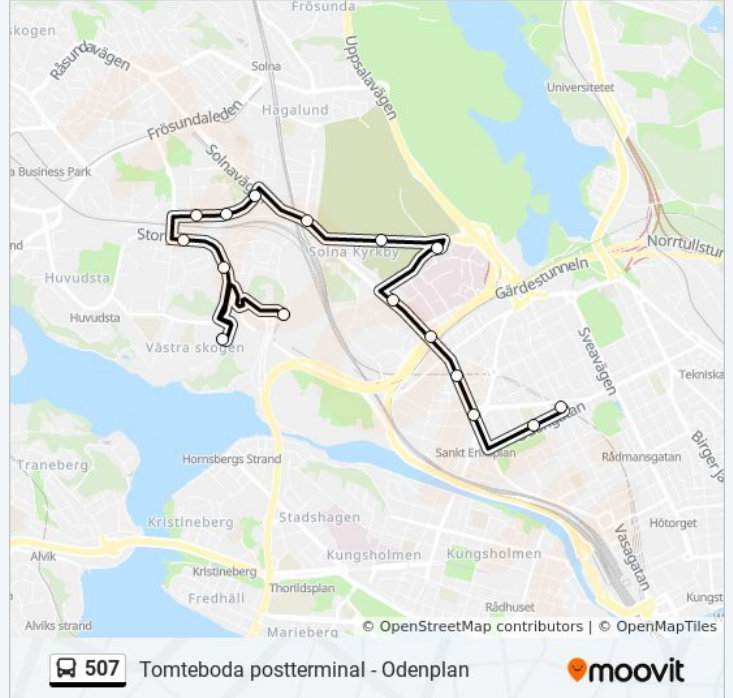 Frösunda
skogen
Råsundavägen
Solna
Uppsalavägen
Universitetet
Hagalund
Frösundaleden
a Business Park
Solnaväg
Stor
Solna Kyrkby
Norrtullstur
nd
Gärdestunneln
Huvudsta
Huvudsta
Västra skogen
Sveavägen
Tekniska
Traneberg
Hornsbergs Strand
Sankt Eriksplan
Rådmansgatan
Birger Ja
Kristineberg
Stadshagen
Hötorget
Alvik
Kungsholmen
Kungsholmen
Vasagatan
Kristineberg
Thorildsplan
Fredhäll
Rådhuset
Kungst
Alviks strand
Marieberg
© OpenStreetMap contributors | © OpenMapTiles
507 Tomteboda postterminal - Odenplan
moovit